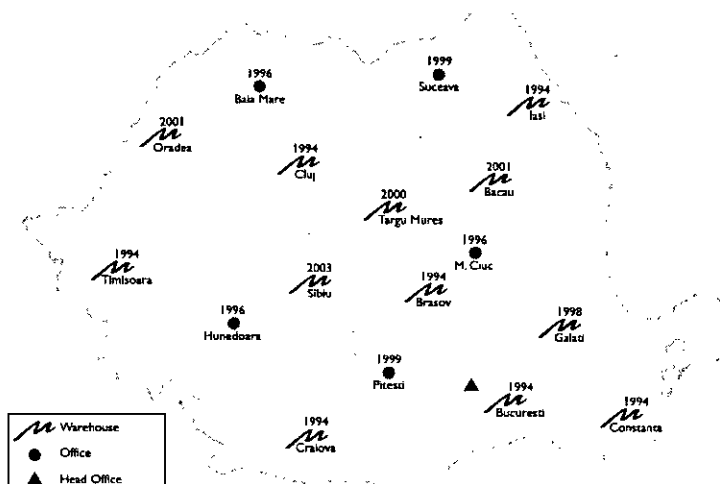 1996
Baia Mare
1999
Suceava
1994
Iasi
2001
Oradea
1994
Cluj
2001
Bacau
2000
Targu Mures
1996
M. Ciuc
1994
Timisoara
2003
Sibiu
1994
Brasov
1996
Hunedoara
1998
Galati
1999
Pitesti
1994
Bucuresti
1994
Constanta
1994
Craiova
Warehouse
Office
Head Office